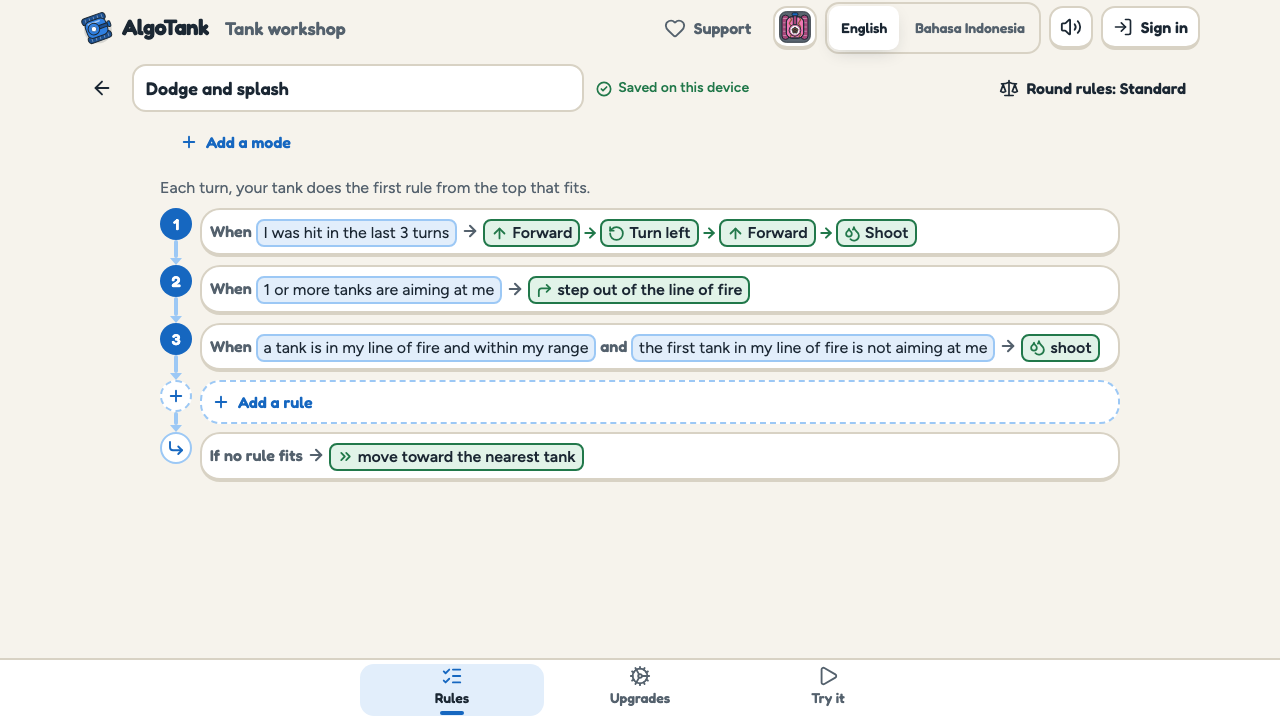 AlgoTank Tank workshop Support English Bahasa Indonesia Sign in
Dodge and splash Saved on this device Round rules: Standard
Add a mode
Each turn, your tank does the first rule from the top that fits.
1 When I was hit in the last 3 turns → Forward → Turn left → Forward → Shoot
2 When 1 or more tanks are aiming at me → step out of the line of fire
3 When a tank is in my line of fire and within my range and the first tank in my line of fire is not aiming at me → shoot
+ Add a rule
If no rule fits → move toward the nearest tank
Rules Upgrades Try it